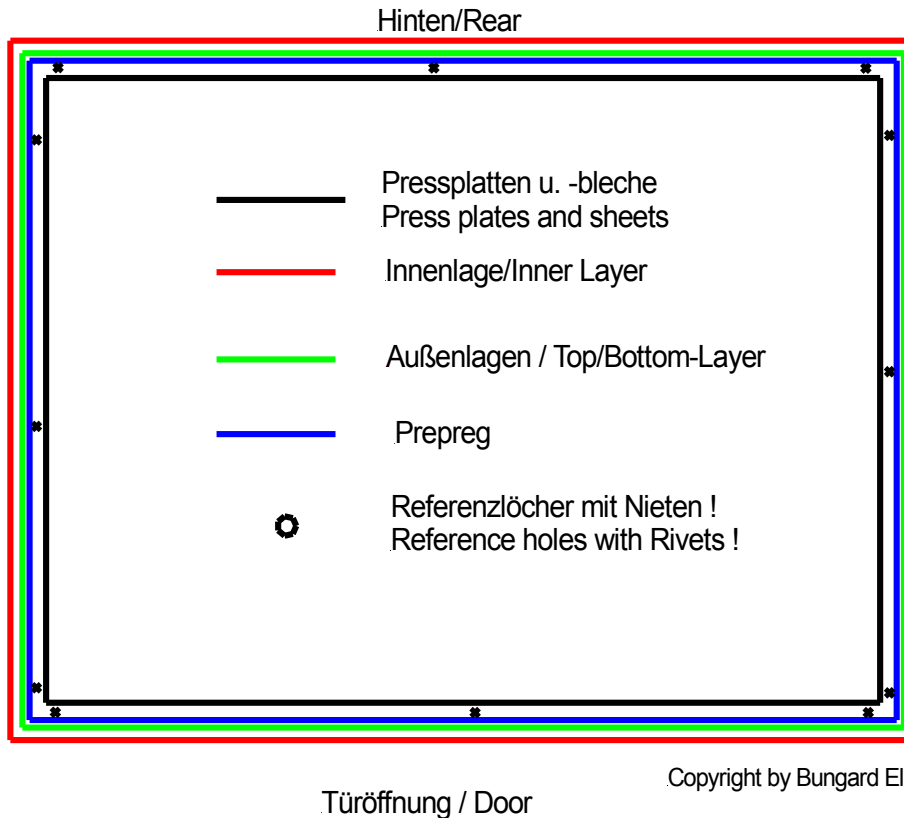 Hinten/Rear
Pressplatten u. -bleche
Press plates and sheets
Innenlage/Inner Layer
Außenlagen / Top/Bottom-Layer
Prepreg
Referenzlöcher mit Nieten !
Reference holes with Rivets !
Copyright by Bungard El
Türöffnung / Door